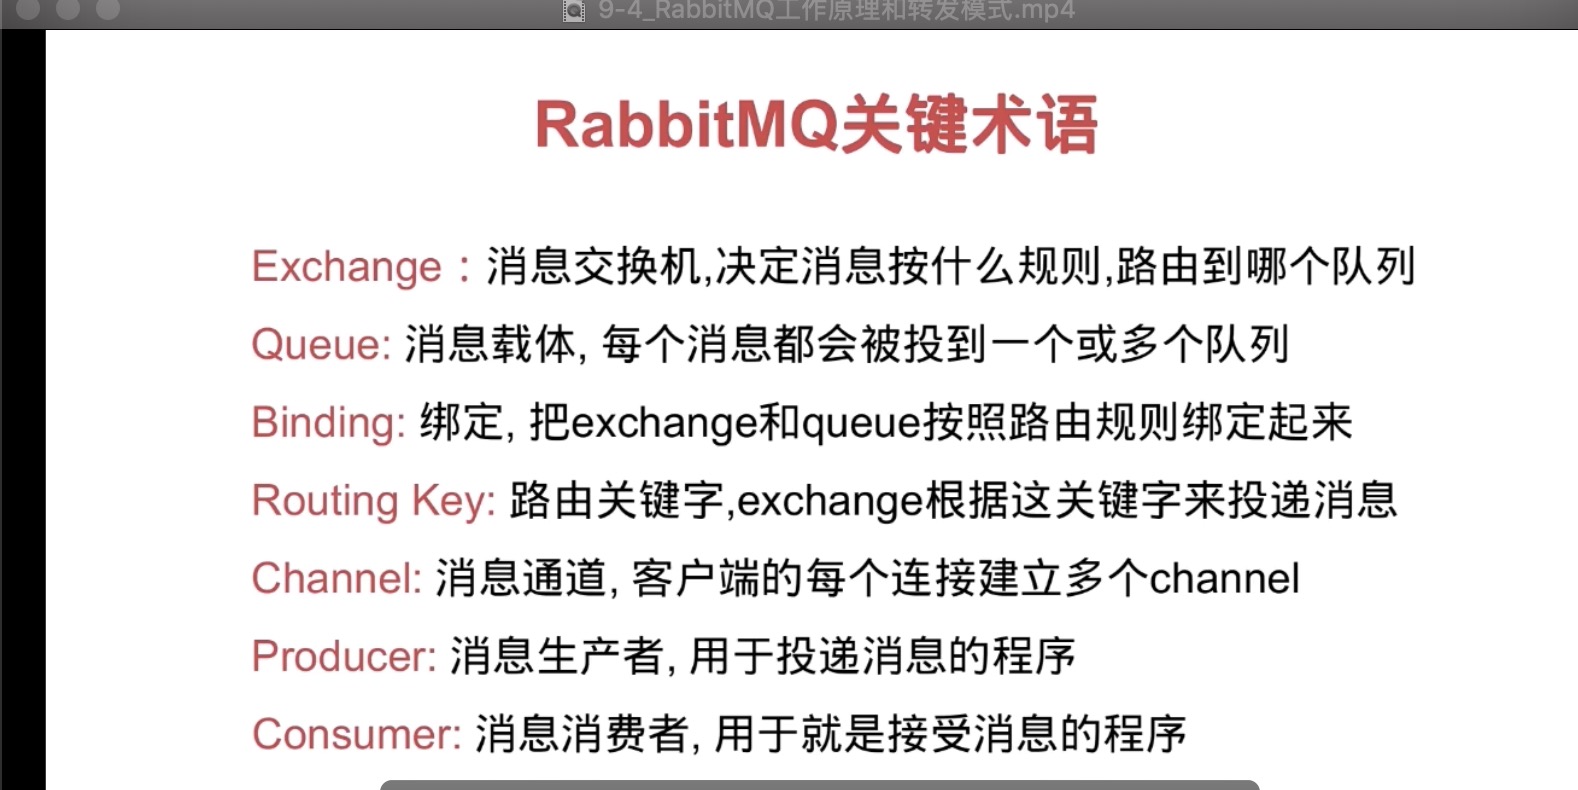 9-4_RabbitMQ工作原理和转发模式.mp4
RabbitMQ关键术语
Exchange：消息交换机,决定消息按什么规则,路由到哪个队列
Queue: 消息载体, 每个消息都会被投到一个或多个队列
Binding: 绑定, 把exchange和queue按照路由规则绑定起来
Routing Key: 路由关键字,exchange根据这关键字来投递消息
Channel: 消息通道, 客户端的每个连接建立多个channel
Producer: 消息生产者, 用于投递消息的程序
Consumer: 消息消费者, 用于就是接受消息的程序